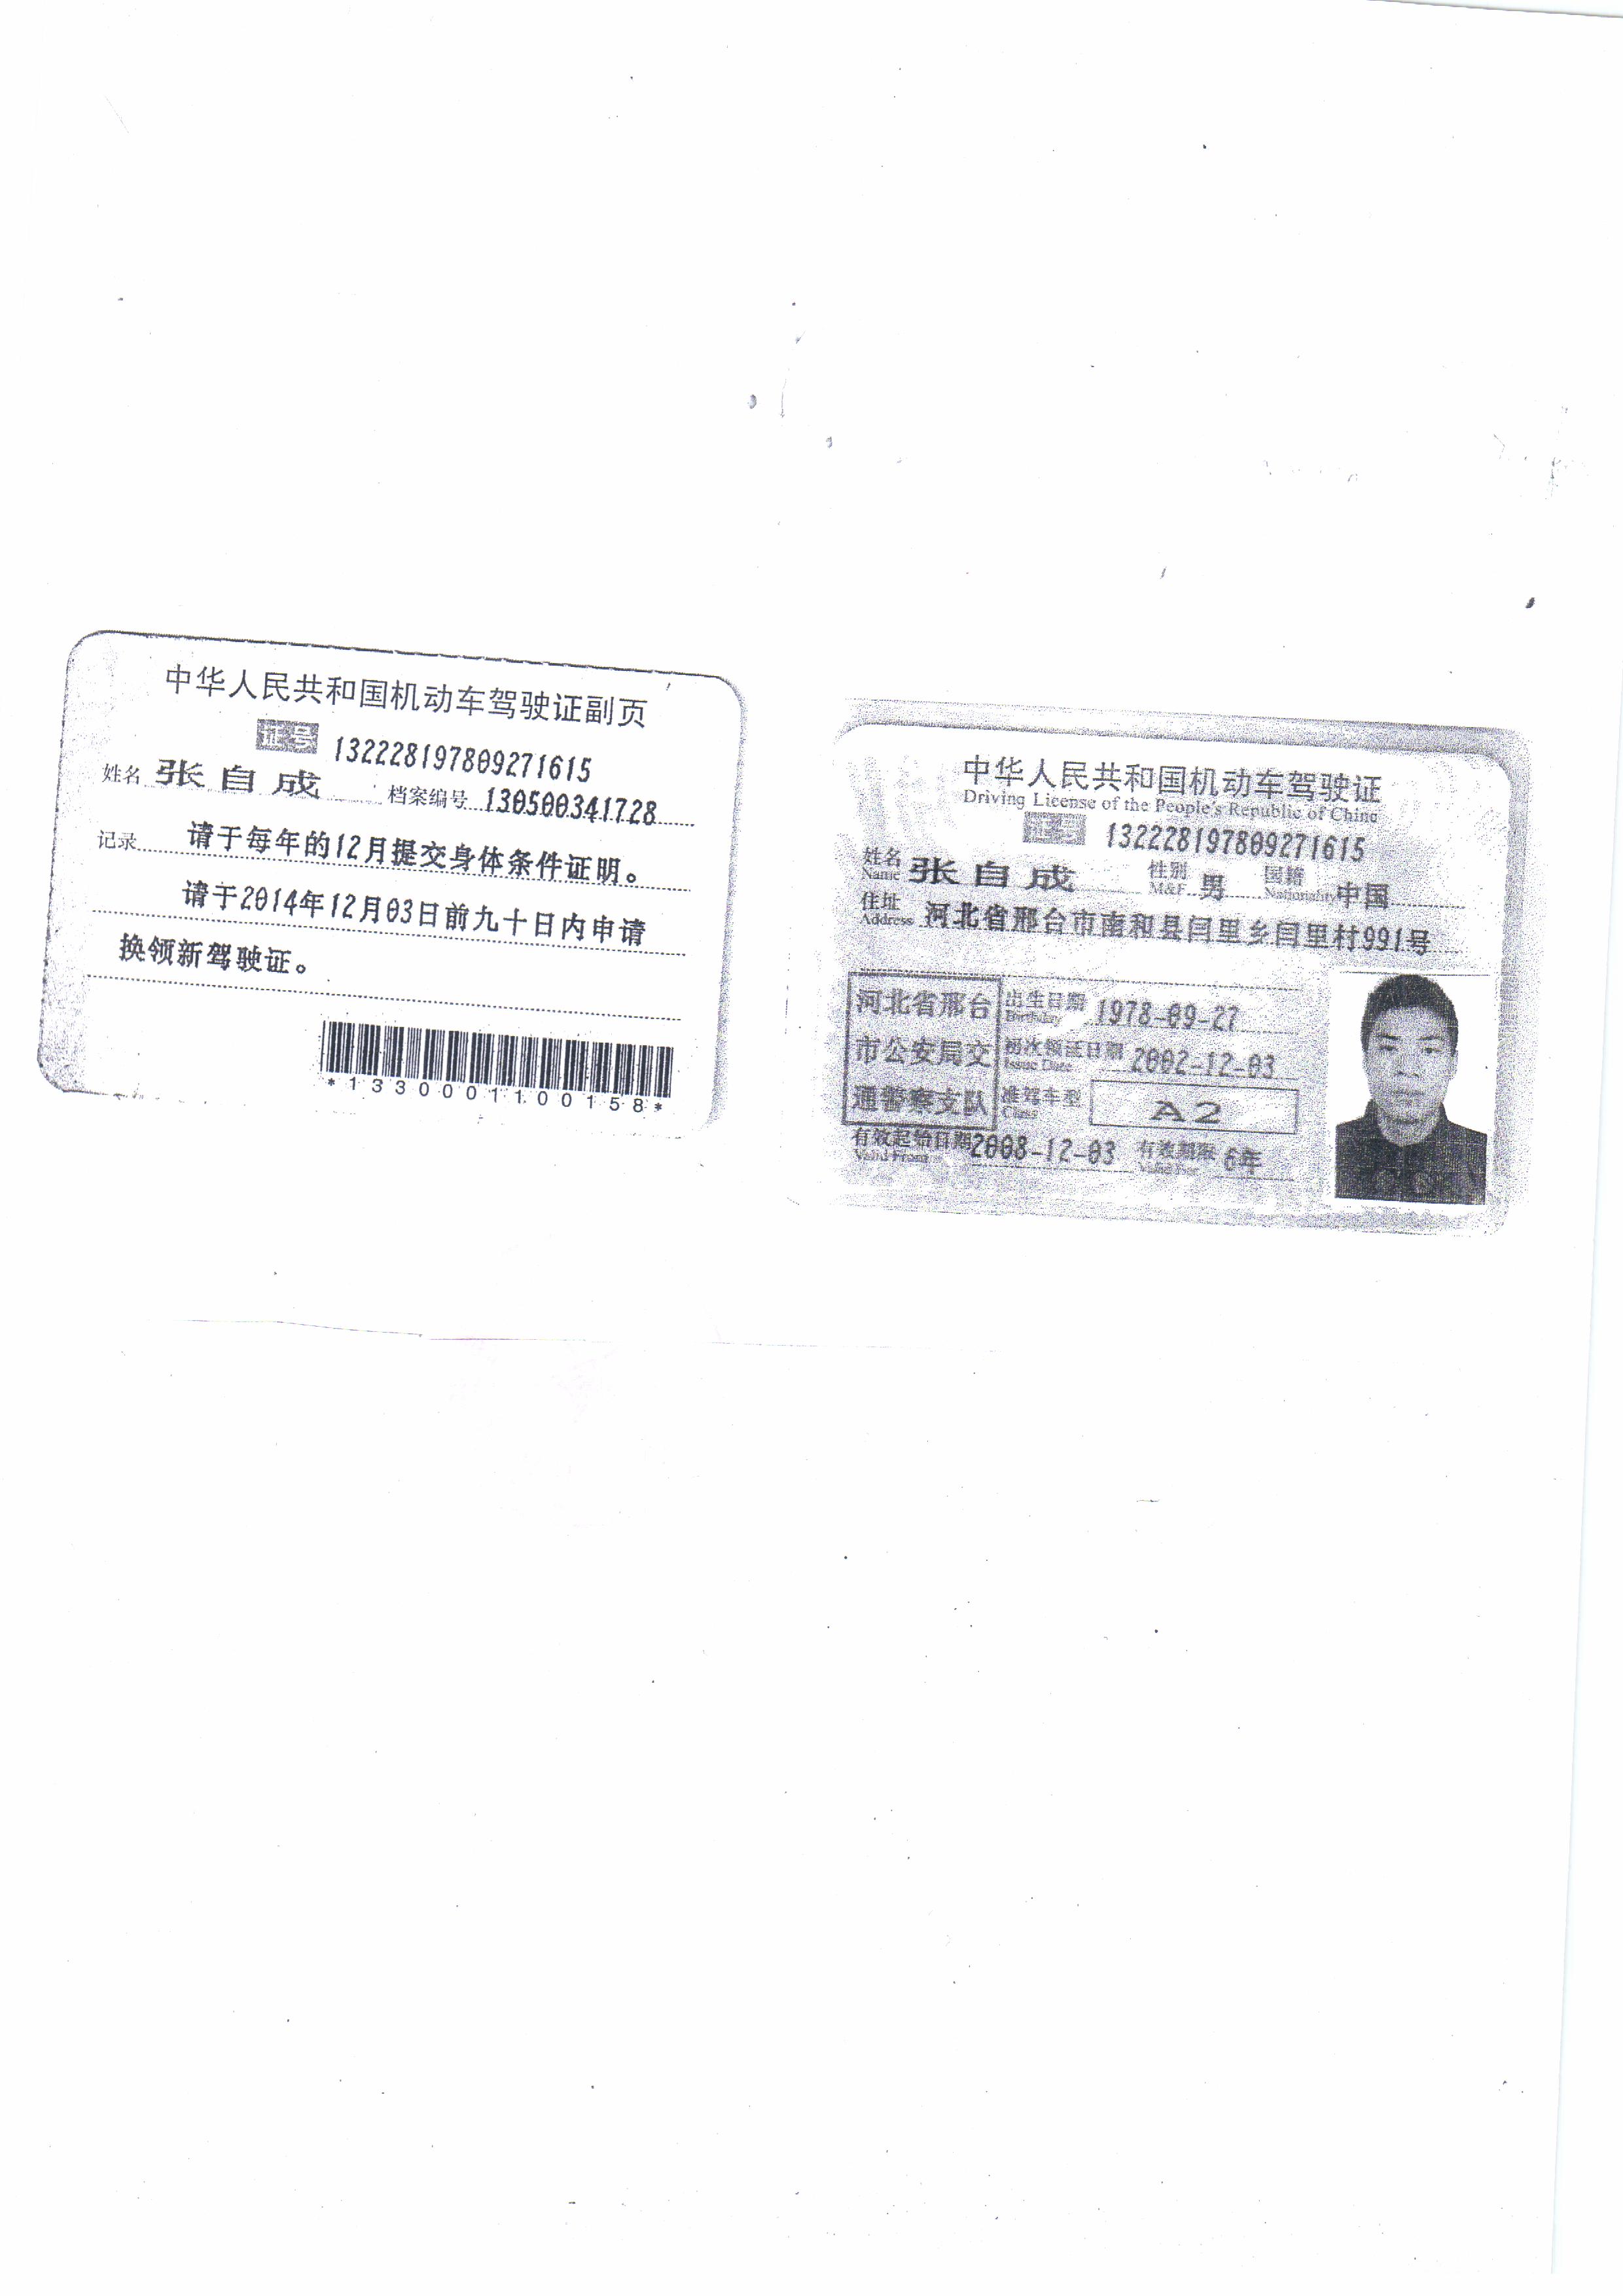 中华人民共和国机动车驾驶证副页
证号 132228197809271615
姓名 张自成 档案编号 130500341728
记录 请于每年的12月提交身体条件证明。
请于2014年12月03日前九十日内申请
换领新驾驶证。
*1330001100158*
中华人民共和国机动车驾驶证
Driving License of the People's Republic of China
证号 132228197809271615
姓名 张自成 性别 男 国籍 中国
Name M&F Nationality
住址 河北省邢台市南和县闫里乡闫里村991号
Address
河北省邢台
市公安局交
通警察支队
出生日期 1978-09-27
Birthday
初次领证日期 2002-12-03
Issue Date
准驾车型 A2
Class
有效起始日期 2008-12-03 有效期限 6年
Valid From Valid For